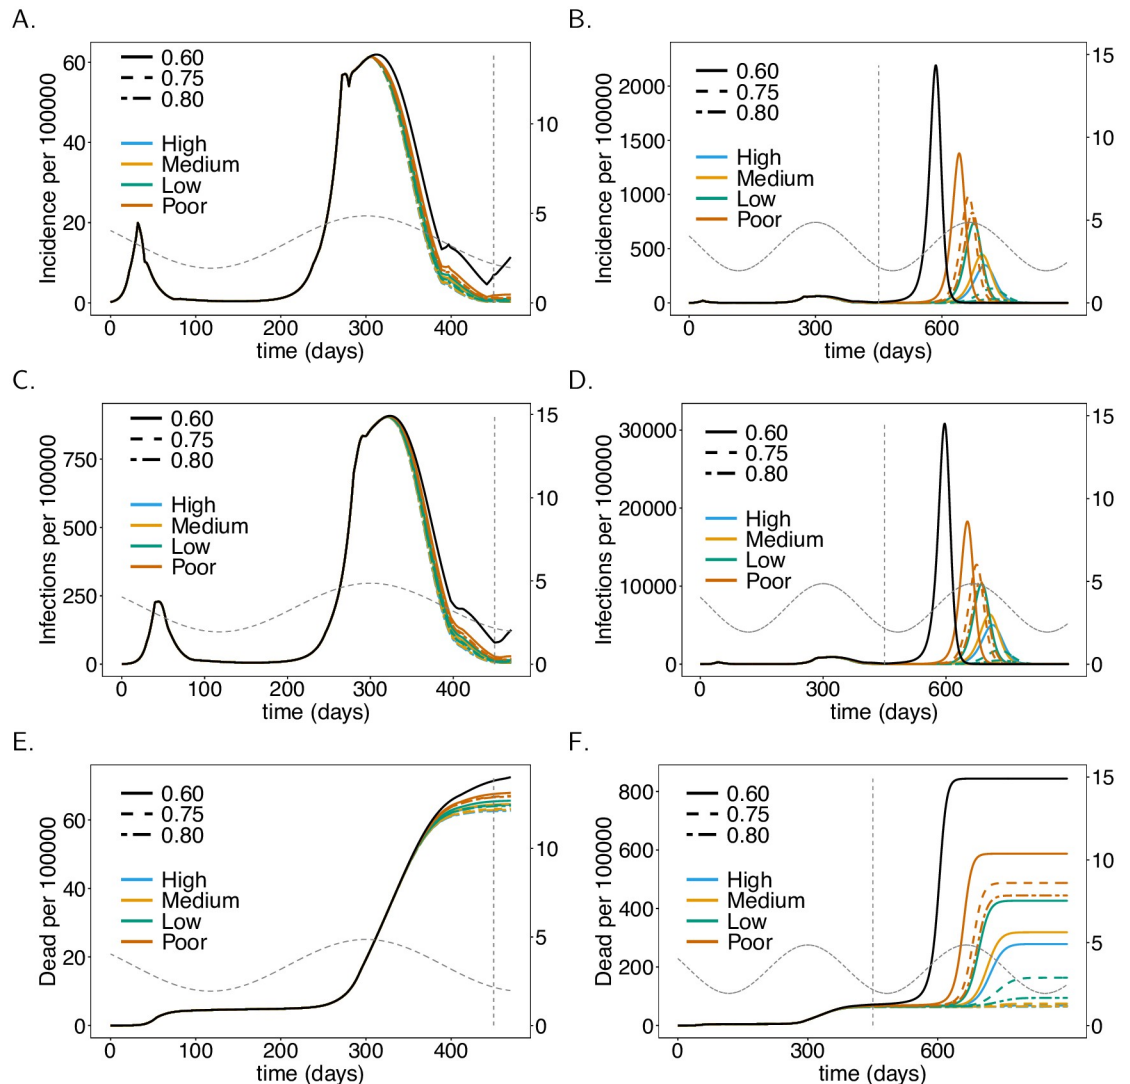 A.
Incidence per 100000
60
40
20
0
10
5
0
0.60
0.75
0.80
High
Medium
Low
Poor
0 100 200 300 400
time (days)
B.
Incidence per 100000
2000
1500
1000
500
0
15
10
5
0
0.60
0.75
0.80
High
Medium
Low
Poor
0 300 600
time (days)
C.
Infections per 100000
750
500
250
0
15
10
5
0
0.60
0.75
0.80
High
Medium
Low
Poor
0 100 200 300 400
time (days)
D.
Infections per 100000
30000
20000
10000
0
15
10
5
0
0.60
0.75
0.80
High
Medium
Low
Poor
0 300 600
time (days)
E.
Dead per 100000
60
40
20
0
10
5
0
0.60
0.75
0.80
High
Medium
Low
Poor
0 100 200 300 400
time (days)
F.
Dead per 100000
800
600
400
200
0
15
10
5
0
0.60
0.75
0.80
High
Medium
Low
Poor
0 300 600
time (days)